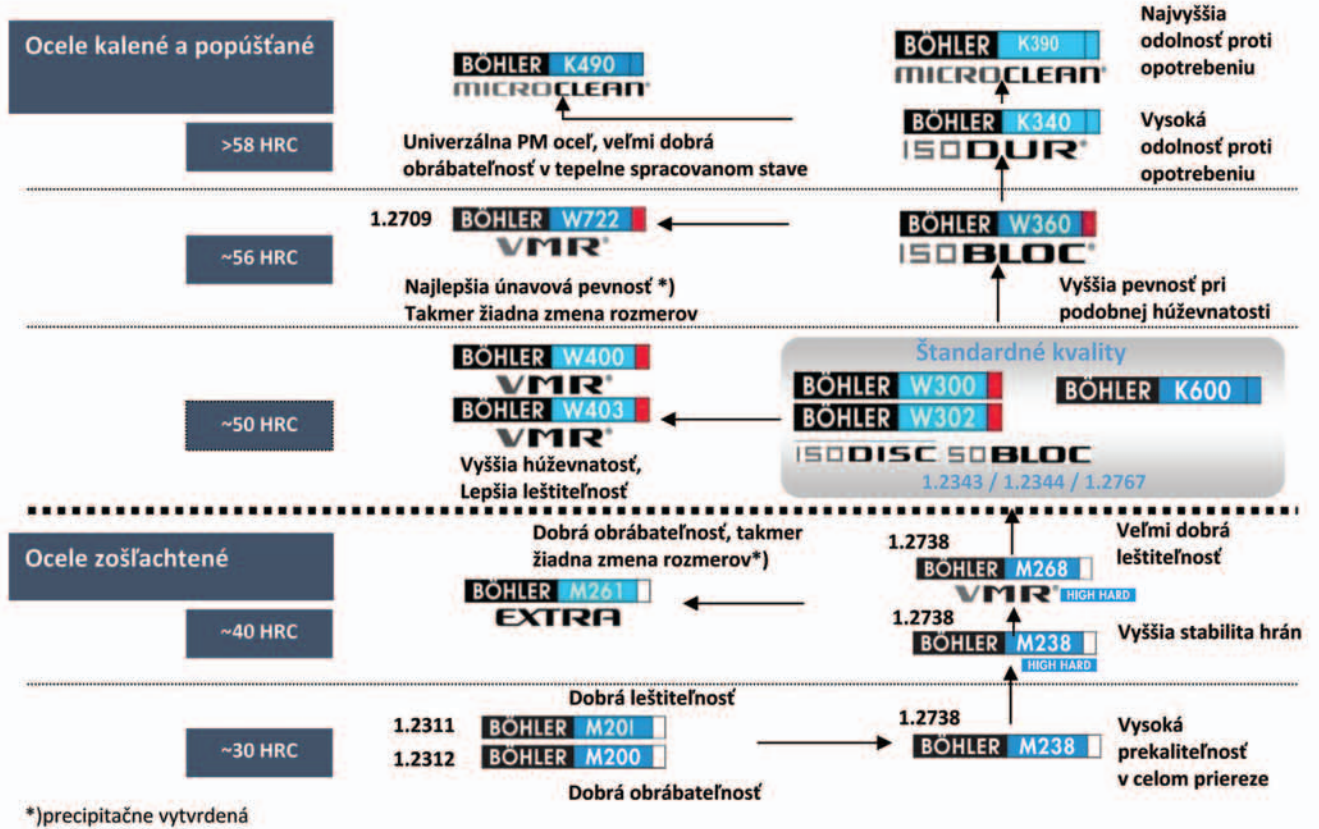 Ocele kalené a popúšťané
BÖHLER K490
MICROCLEAN®
BÖHLER K390
MICROCLEAN®
Najvyššia
odolnosť proti
opotrebeniu
>58 HRC
Univerzálna PM oceľ, veľmi dobrá
obrábateľnosť v tepelne spracovanom stave
BÖHLER K340
ISODUR®
Vysoká
odolnosť proti
opotrebeniu
~56 HRC
1.2709 BÖHLER W722
VMR®
Najlepšia únavová pevnosť *)
Takmer žiadna zmena rozmerov
BÖHLER W360
ISOBLOC®
Vyššia pevnosť pri
podobnej húževnatosti
~50 HRC
BÖHLER W400
VMR®
BÖHLER W403
VMR®
Vyššia húževnatosť,
Lepšia leštiteľnosť
Štandardné kvality
BÖHLER W300
BÖHLER W302
BÖHLER K600
ISODISC SOBLOC
1.2343 / 1.2344 / 1.2767
Ocele zošľachtené
Dobrá obrábateľnosť, takmer
žiadna zmena rozmerov*)
BÖHLER M261
EXTRA
1.2738
BÖHLER M268
VMR® HIGH HARD
Veľmi dobrá
leštiteľnosť
~40 HRC
1.2738
BÖHLER M238
HIGH HARD
Vyššia stabilita hrán
~30 HRC
Dobrá leštiteľnosť
1.2311 BÖHLER M201
1.2312 BÖHLER M200
Dobrá obrábateľnosť
1.2738
BÖHLER M238
Vysoká
prekaliteľnosť
v celom priereze
*)precipitačne vytvrdená